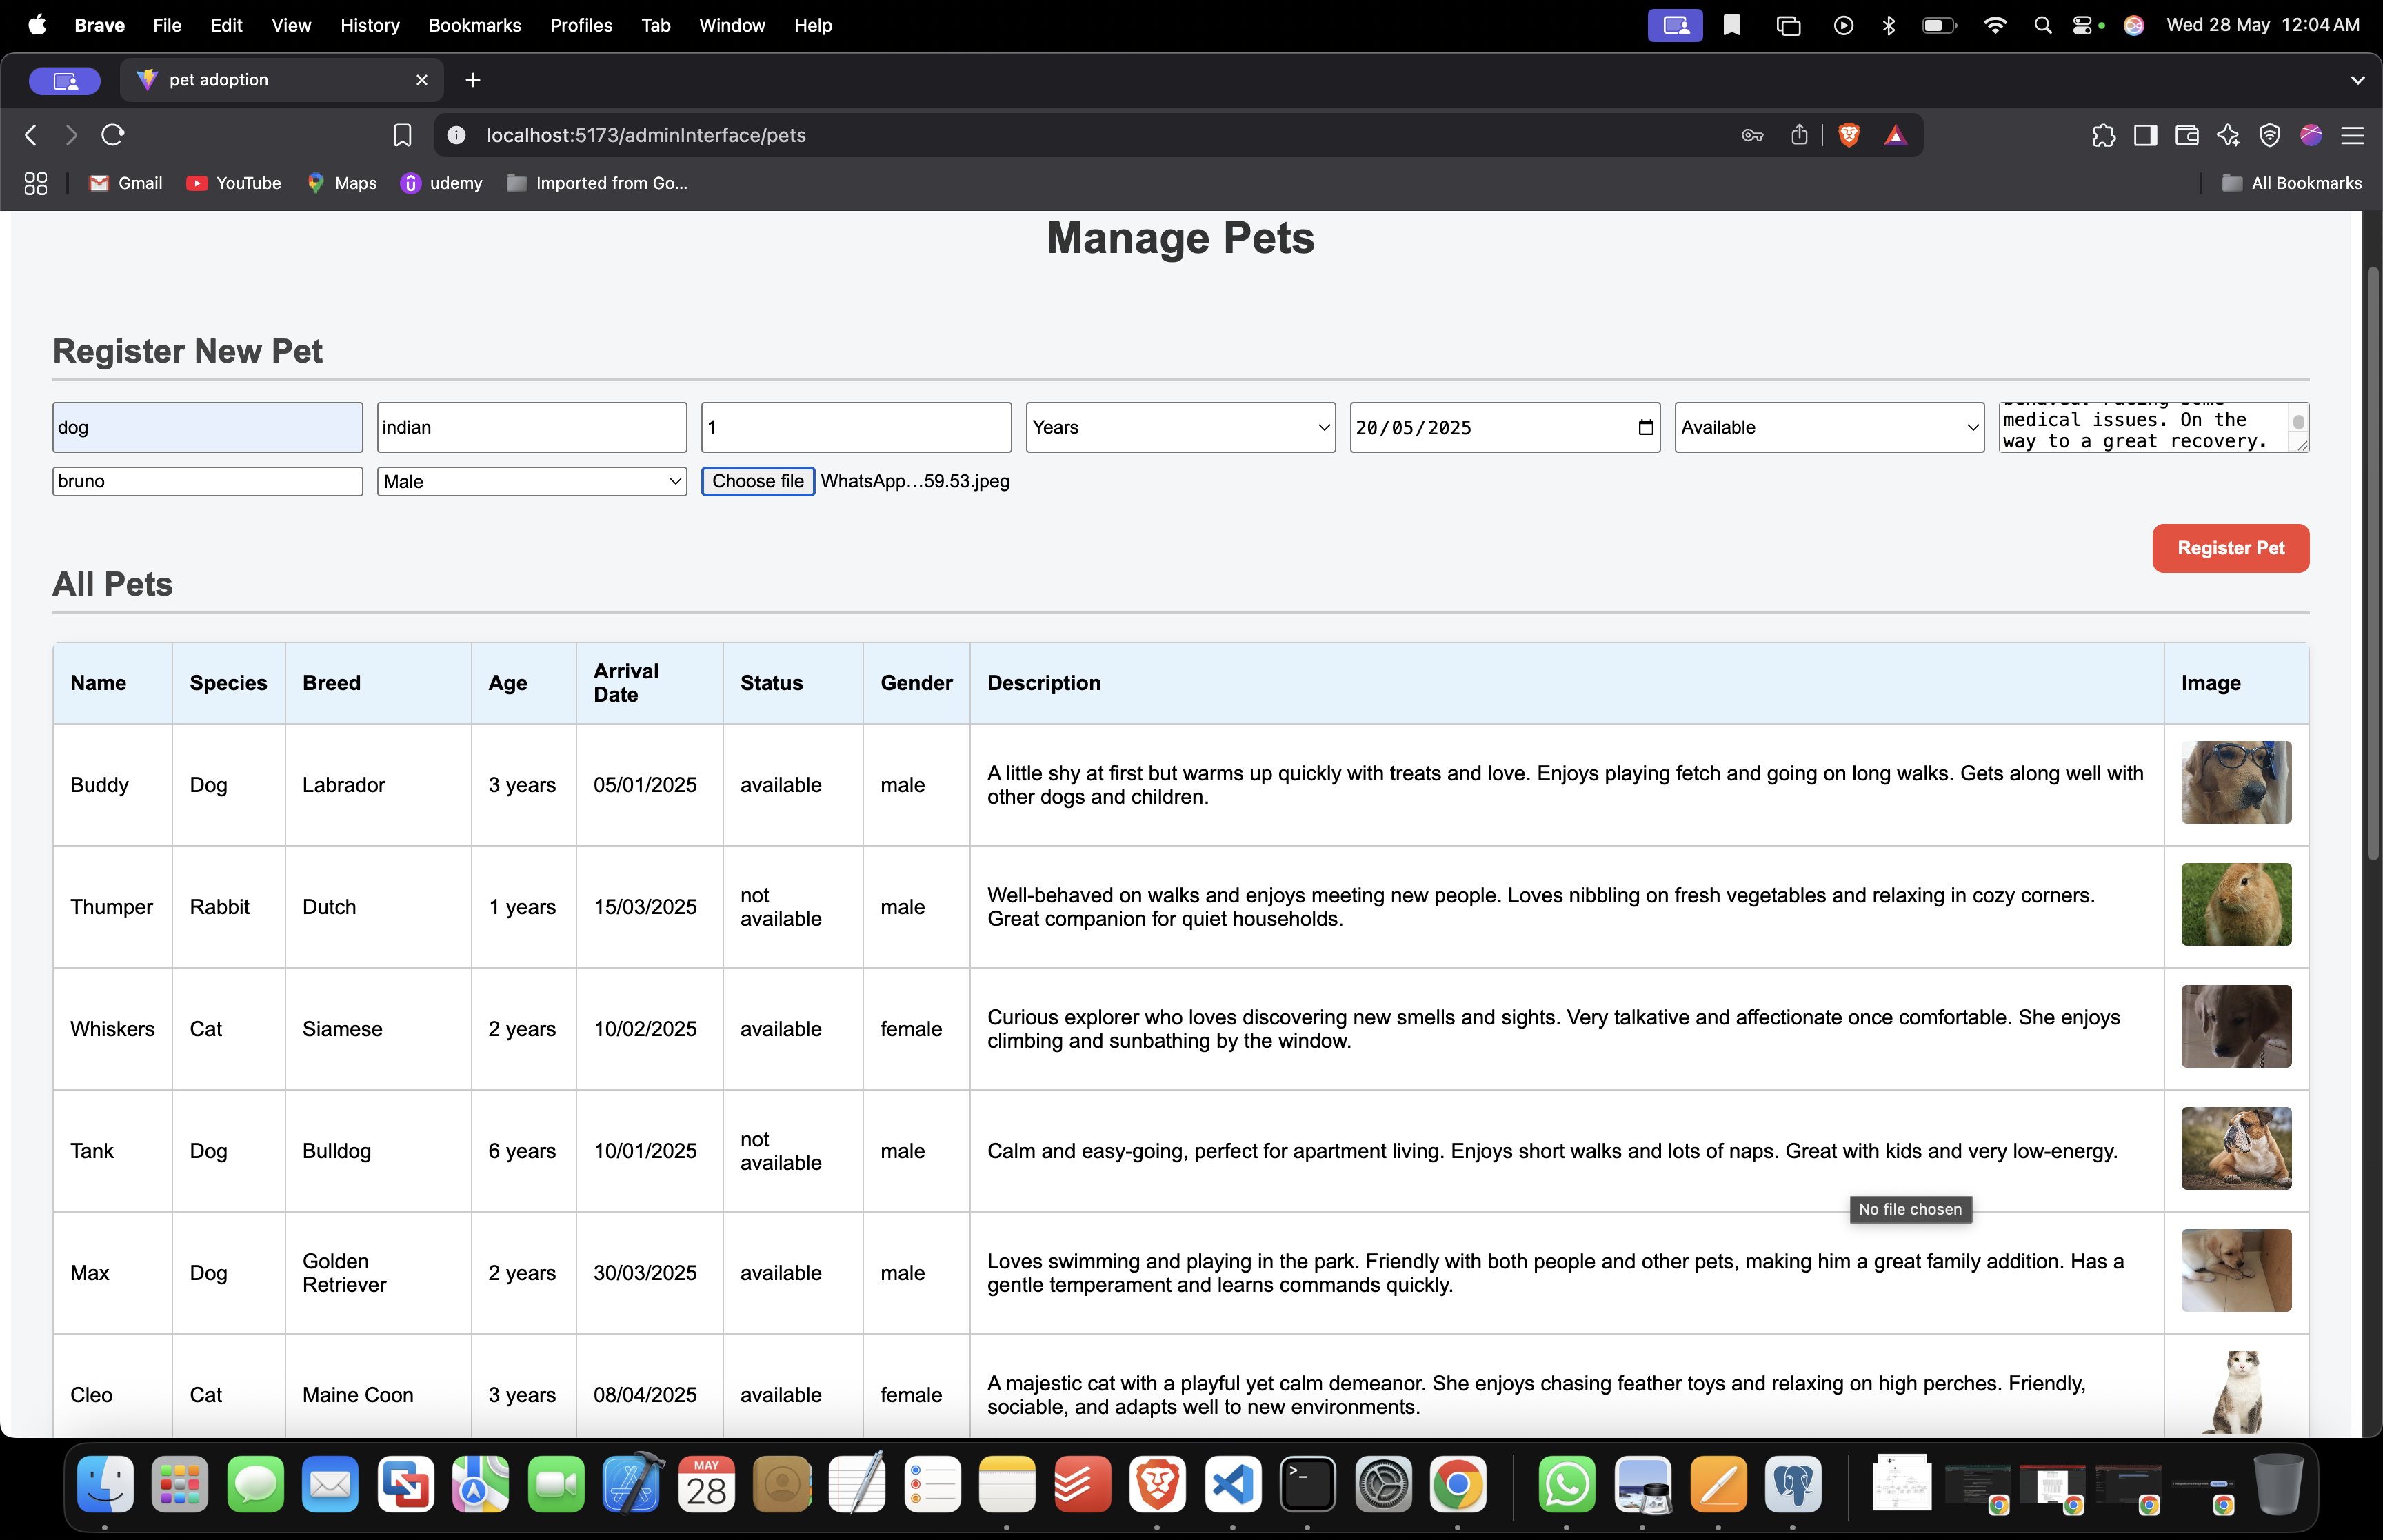 Brave File Edit View History Bookmarks Profiles Tab Window Help Wed 28 May 12:04 AM
pet adoption
localhost:5173/adminInterface/pets
Gmail YouTube Maps udemy Imported from Go... All Bookmarks
Manage Pets
Register New Pet
dog indian 1 Years 20/05/2025 Available
medical issues. On the
way to a great recovery.
bruno Male Choose file WhatsApp...59.53.jpeg
Register Pet
All Pets
Name Species Breed Age Arrival Date Status Gender Description Image
Buddy Dog Labrador 3 years 05/01/2025 available male A little shy at first but warms up quickly with treats and love. Enjoys playing fetch and going on long walks. Gets along well with
other dogs and children.
Thumper Rabbit Dutch 1 years 15/03/2025 not available male Well-behaved on walks and enjoys meeting new people. Loves nibbling on fresh vegetables and relaxing in cozy corners.
Great companion for quiet households.
Whiskers Cat Siamese 2 years 10/02/2025 available female Curious explorer who loves discovering new smells and sights. Very talkative and affectionate once comfortable. She enjoys
climbing and sunbathing by the window.
Tank Dog Bulldog 6 years 10/01/2025 not available male Calm and easy-going, perfect for apartment living. Enjoys short walks and lots of naps. Great with kids and very low-energy.
No file chosen
Max Dog Golden Retriever 2 years 30/03/2025 available male Loves swimming and playing in the park. Friendly with both people and other pets, making him a great family addition. Has a
gentle temperament and learns commands quickly.
Cleo Cat Maine Coon 3 years 08/04/2025 available female A majestic cat with a playful yet calm demeanor. She enjoys chasing feather toys and relaxing on high perches. Friendly,
sociable, and adapts well to new environments.
MAY
28